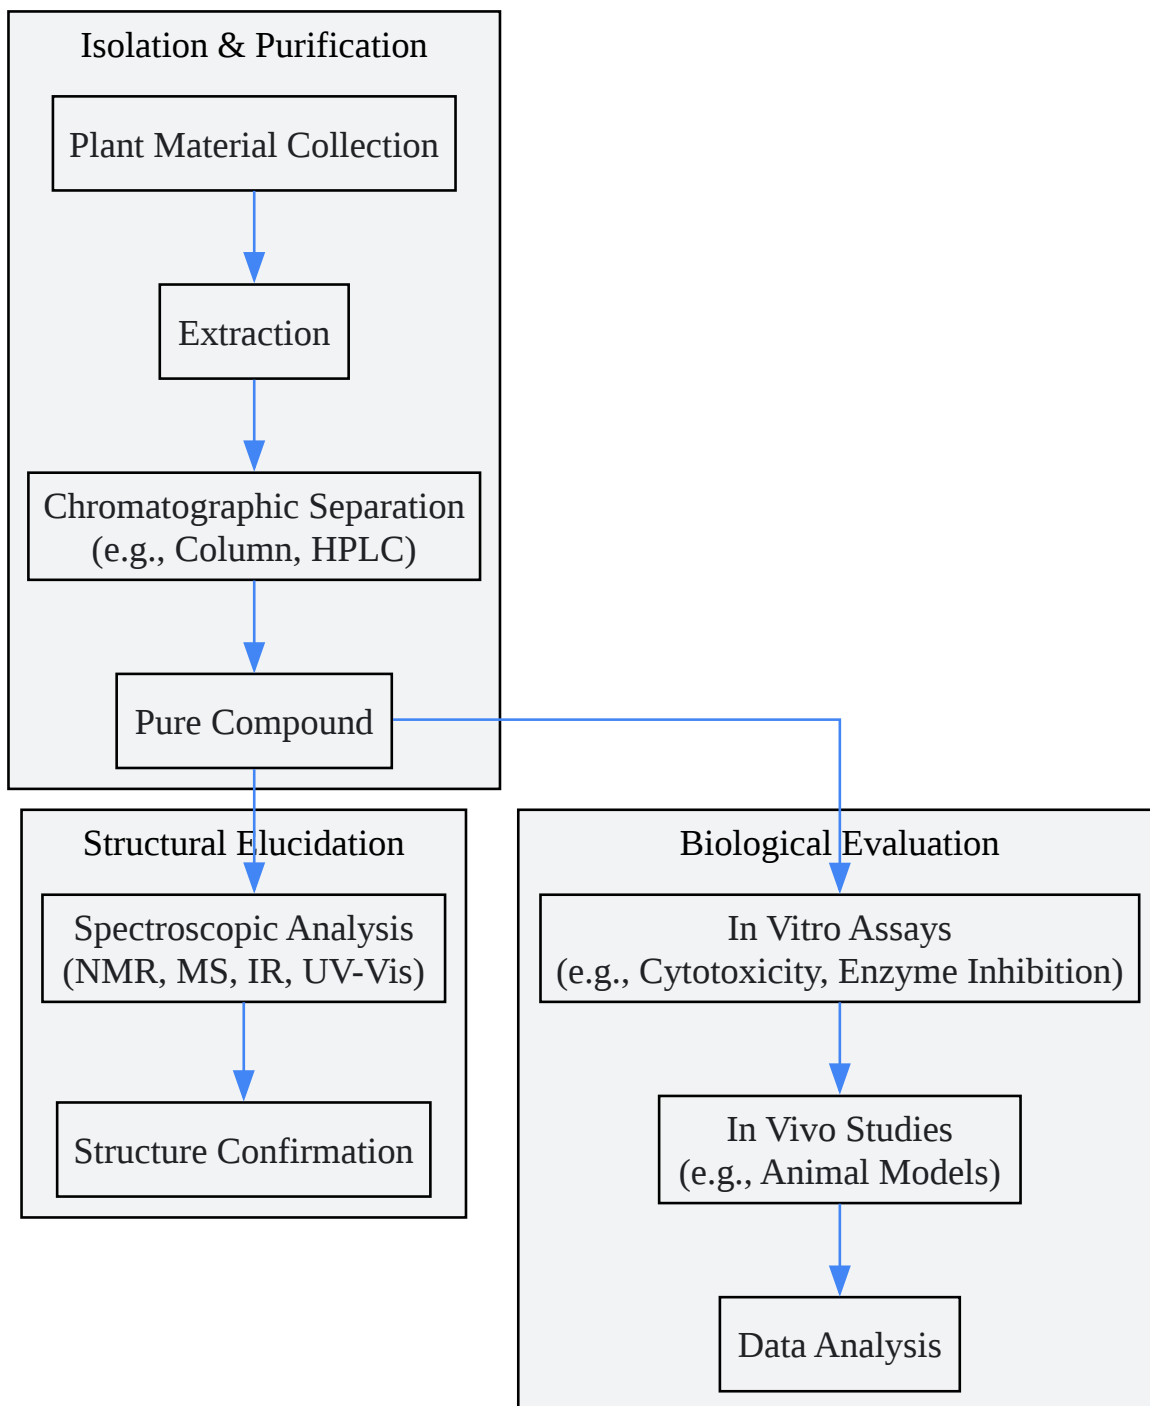 Isolation & Purification
Plant Material Collection
Extraction
Chromatographic Separation
(e.g., Column, HPLC)
Pure Compound
Structural Elucidation
Spectroscopic Analysis
(NMR, MS, IR, UV-Vis)
Structure Confirmation
Biological Evaluation
In Vitro Assays
(e.g., Cytotoxicity, Enzyme Inhibition)
In Vivo Studies
(e.g., Animal Models)
Data Analysis